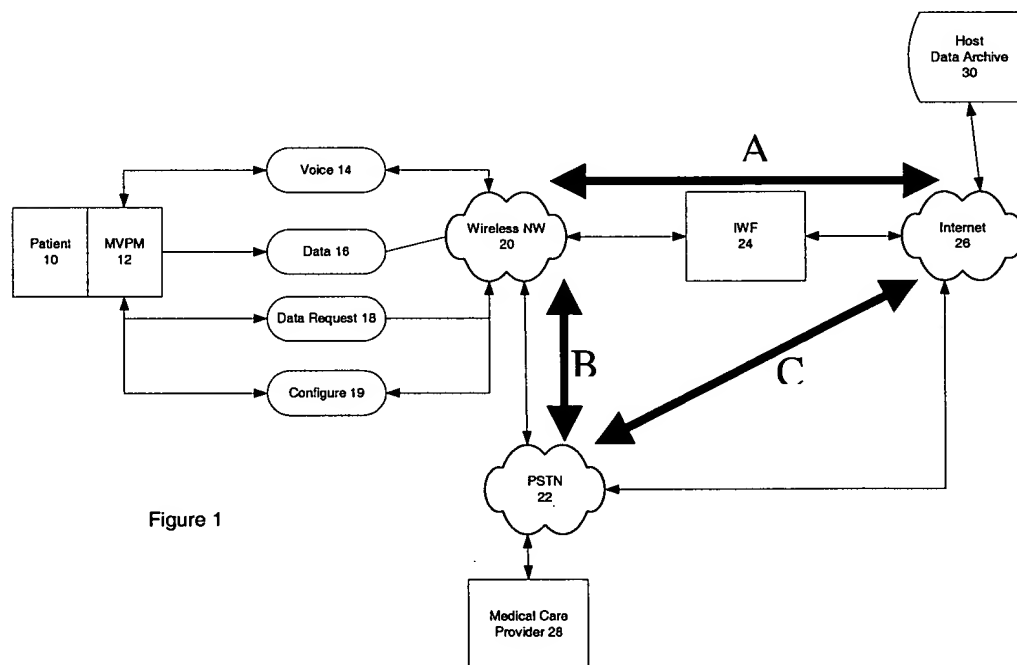 Host
Data Archive
30
A
Voice 14
Patient
10
MVPM
12
Data 16
Wireless NW
20
IWF
24
Internet
26
Data Request 18
B
C
Configure 19
PSTN
22
Figure 1
Medical Care
Provider 28